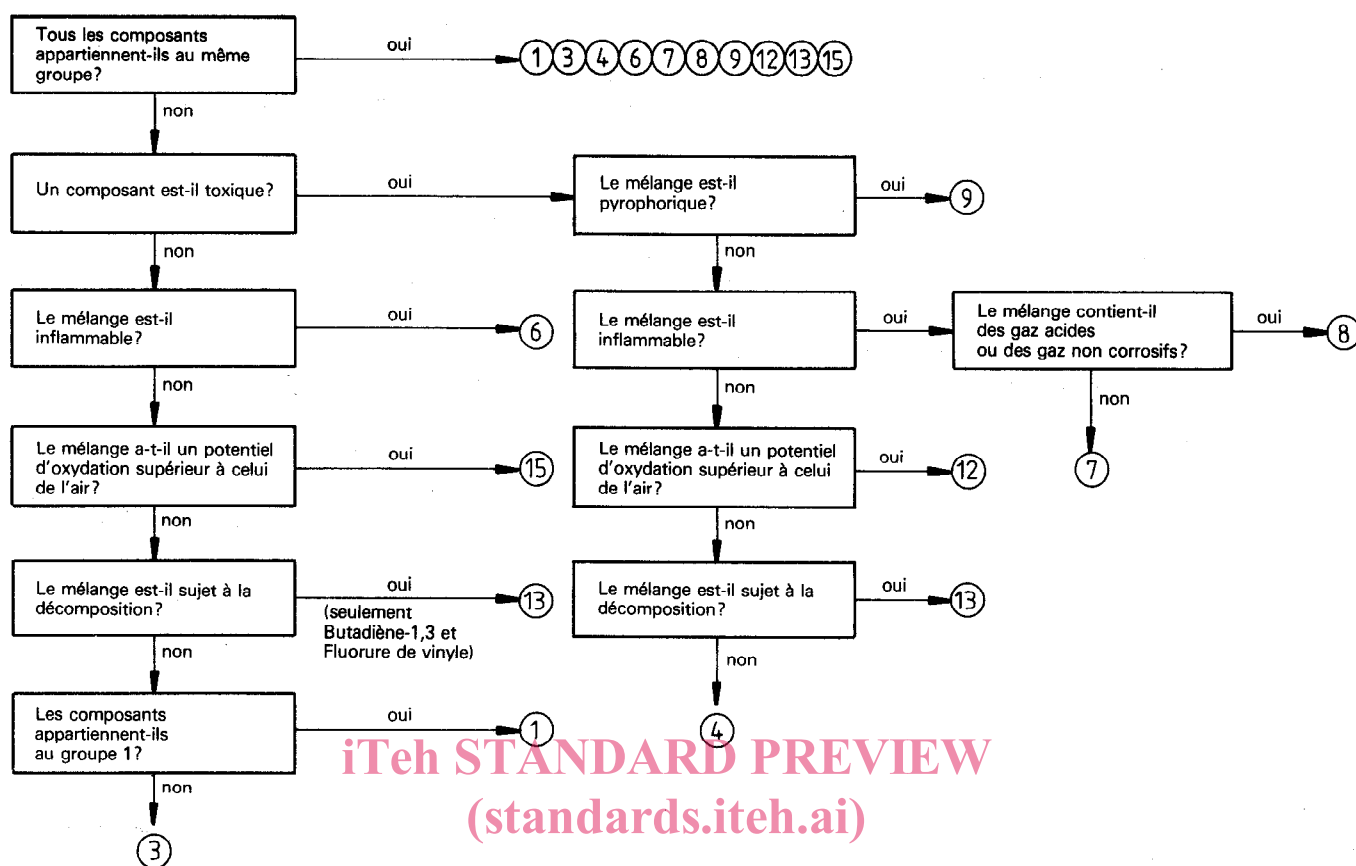 Tous les composants
appartiennent-ils au même
groupe?
oui
1 3 4 6 7 8 9 12 13 15
non
Un composant est-il toxique?
oui
Le mélange est-il
pyrophorique?
oui
9
non
non
Le mélange est-il
inflammable?
oui
6
Le mélange est-il
inflammable?
oui
Le mélange contient-il
des gaz acides
ou des gaz non corrosifs?
oui
8
non
non
non
Le mélange a-t-il un potentiel
d'oxydation supérieur à celui
de l'air?
oui
15
Le mélange a-t-il un potentiel
d'oxydation supérieur à celui
de l'air?
oui
12
7
non
non
Le mélange est-il sujet à la
décomposition?
oui
(seulement
Butadiène-1,3 et
Fluorure de vinyle)
13
Le mélange est-il sujet à la
décomposition?
oui
13
non
non
Les composants
appartiennent-ils
au groupe 1?
oui
1
4
non
3
iTeh STANDARD PREVIEW
(standards.iteh.ai)